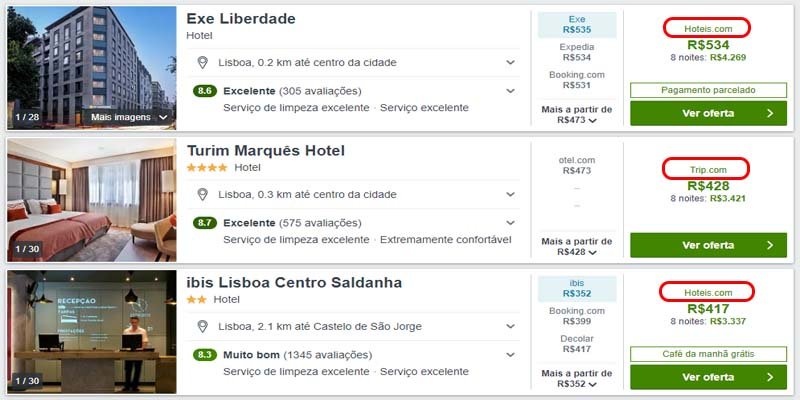 Exe Liberdade
Hotel
Lisboa, 0.2 km até centro da cidade
8.6 Excelente (305 avaliações)
Serviço de limpeza excelente · Serviço excelente
1 / 28
Mais imagens
Exe
R$535
Expedia
R$534
Booking.com
R$531
Mais a partir de
R$473
Hoteis.com
R$534
8 noites: R$4.269
Pagamento parcelado
Ver oferta
Turim Marquês Hotel
Hotel
Lisboa, 0.3 km até centro da cidade
8.7 Excelente (575 avaliações)
Serviço de limpeza excelente · Extremamente confortável
1 / 30
otel.com
R$473
Mais a partir de
R$428
Trip.com
R$428
8 noites: R$3.421
Ver oferta
ibis Lisboa Centro Saldanha
Hotel
Lisboa, 2.1 km até Castelo de São Jorge
8.3 Muito bom (1345 avaliações)
Serviço de limpeza excelente · Serviço excelente
RECEPÇÃO
TARIFAS
1 / 30
ibis
R$352
Booking.com
R$399
Decolar
R$417
Mais a partir de
R$352
Hoteis.com
R$417
8 noites: R$3.337
Café da manhã grátis
Ver oferta